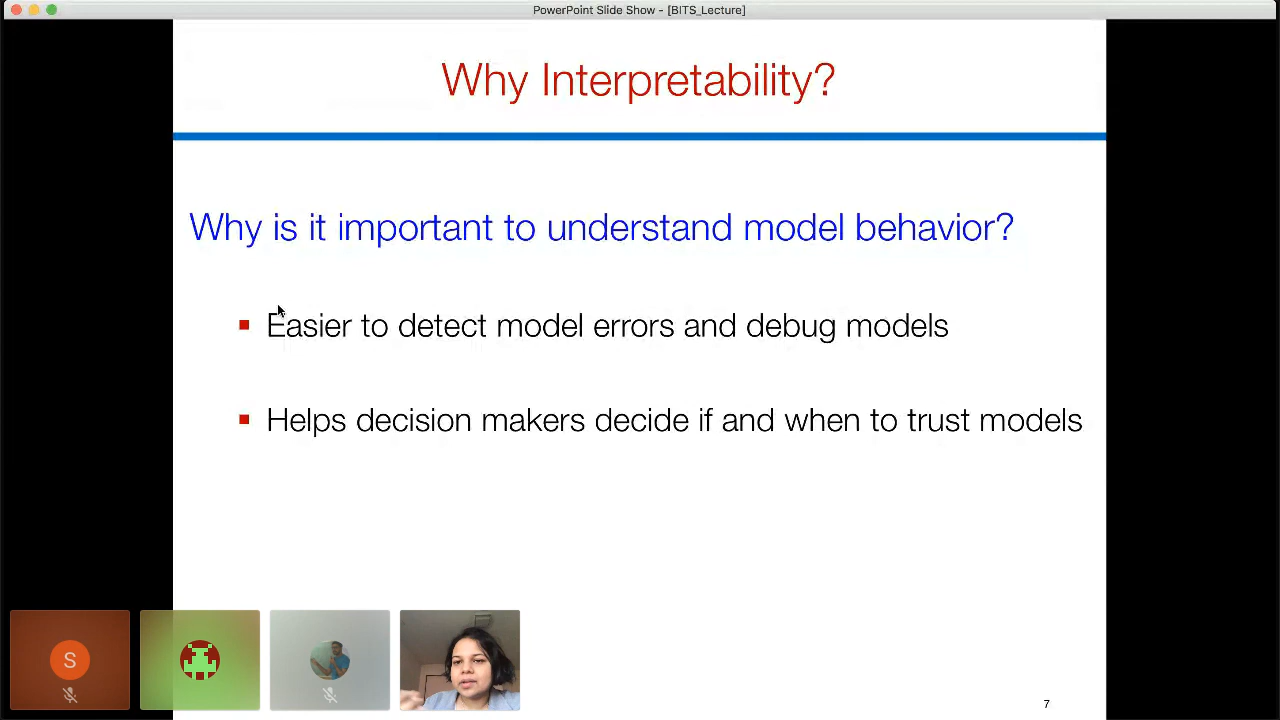 PowerPoint Slide Show - [BITS_Lecture]
Why Interpretability?
Why is it important to understand model behavior?
Easier to detect model errors and debug models
Helps decision makers decide if and when to trust models
S
7